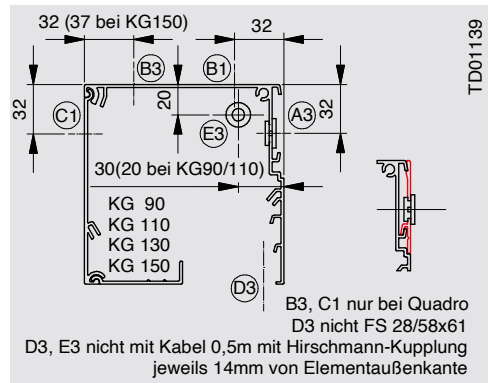 32 (37 bei KG150)
32
TD01139
B3
B1
32
C1
20
E3
A3
32
30(20 bei KG90/110)
KG 90
KG 110
KG 130
KG 150
D3
B3, C1 nur bei Quadro
D3 nicht FS 28/58x61
D3, E3 nicht mit Kabel 0,5m mit Hirschmann-Kupplung
jeweils 14mm von Elementaußenkante